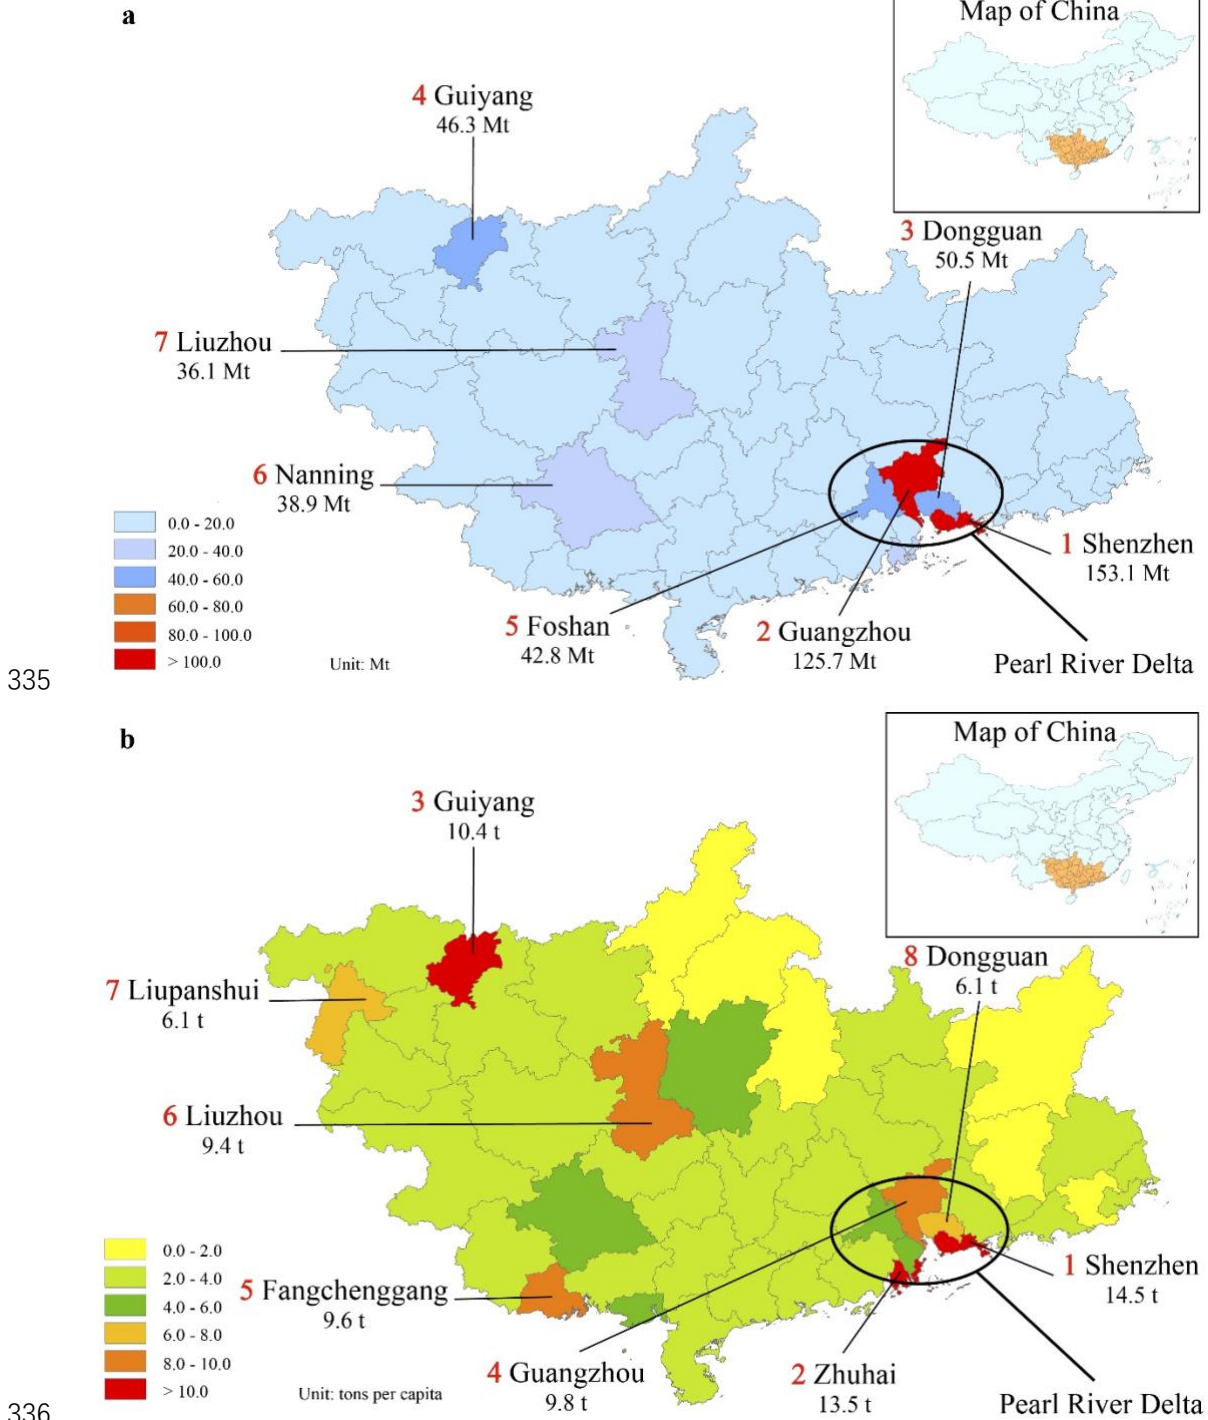 a
Map of China
4 Guiyang
46.3 Mt
3 Dongguan
50.5 Mt
7 Liuzhou
36.1 Mt
6 Nanning
38.9 Mt
0.0 - 20.0
20.0 - 40.0
40.0 - 60.0
60.0 - 80.0
80.0 - 100.0
> 100.0
Unit: Mt
1 Shenzhen
153.1 Mt
5 Foshan
42.8 Mt
2 Guangzhou
125.7 Mt
Pearl River Delta
335
b
Map of China
3 Guiyang
10.4 t
8 Dongguan
6.1 t
7 Liupanshui
6.1 t
6 Liuzhou
9.4 t
0.0 - 2.0
2.0 - 4.0
4.0 - 6.0
6.0 - 8.0
8.0 - 10.0
> 10.0
Unit: tons per capita
5 Fangchenggang
9.6 t
1 Shenzhen
14.5 t
4 Guangzhou
9.8 t
2 Zhuhai
13.5 t
Pearl River Delta
336